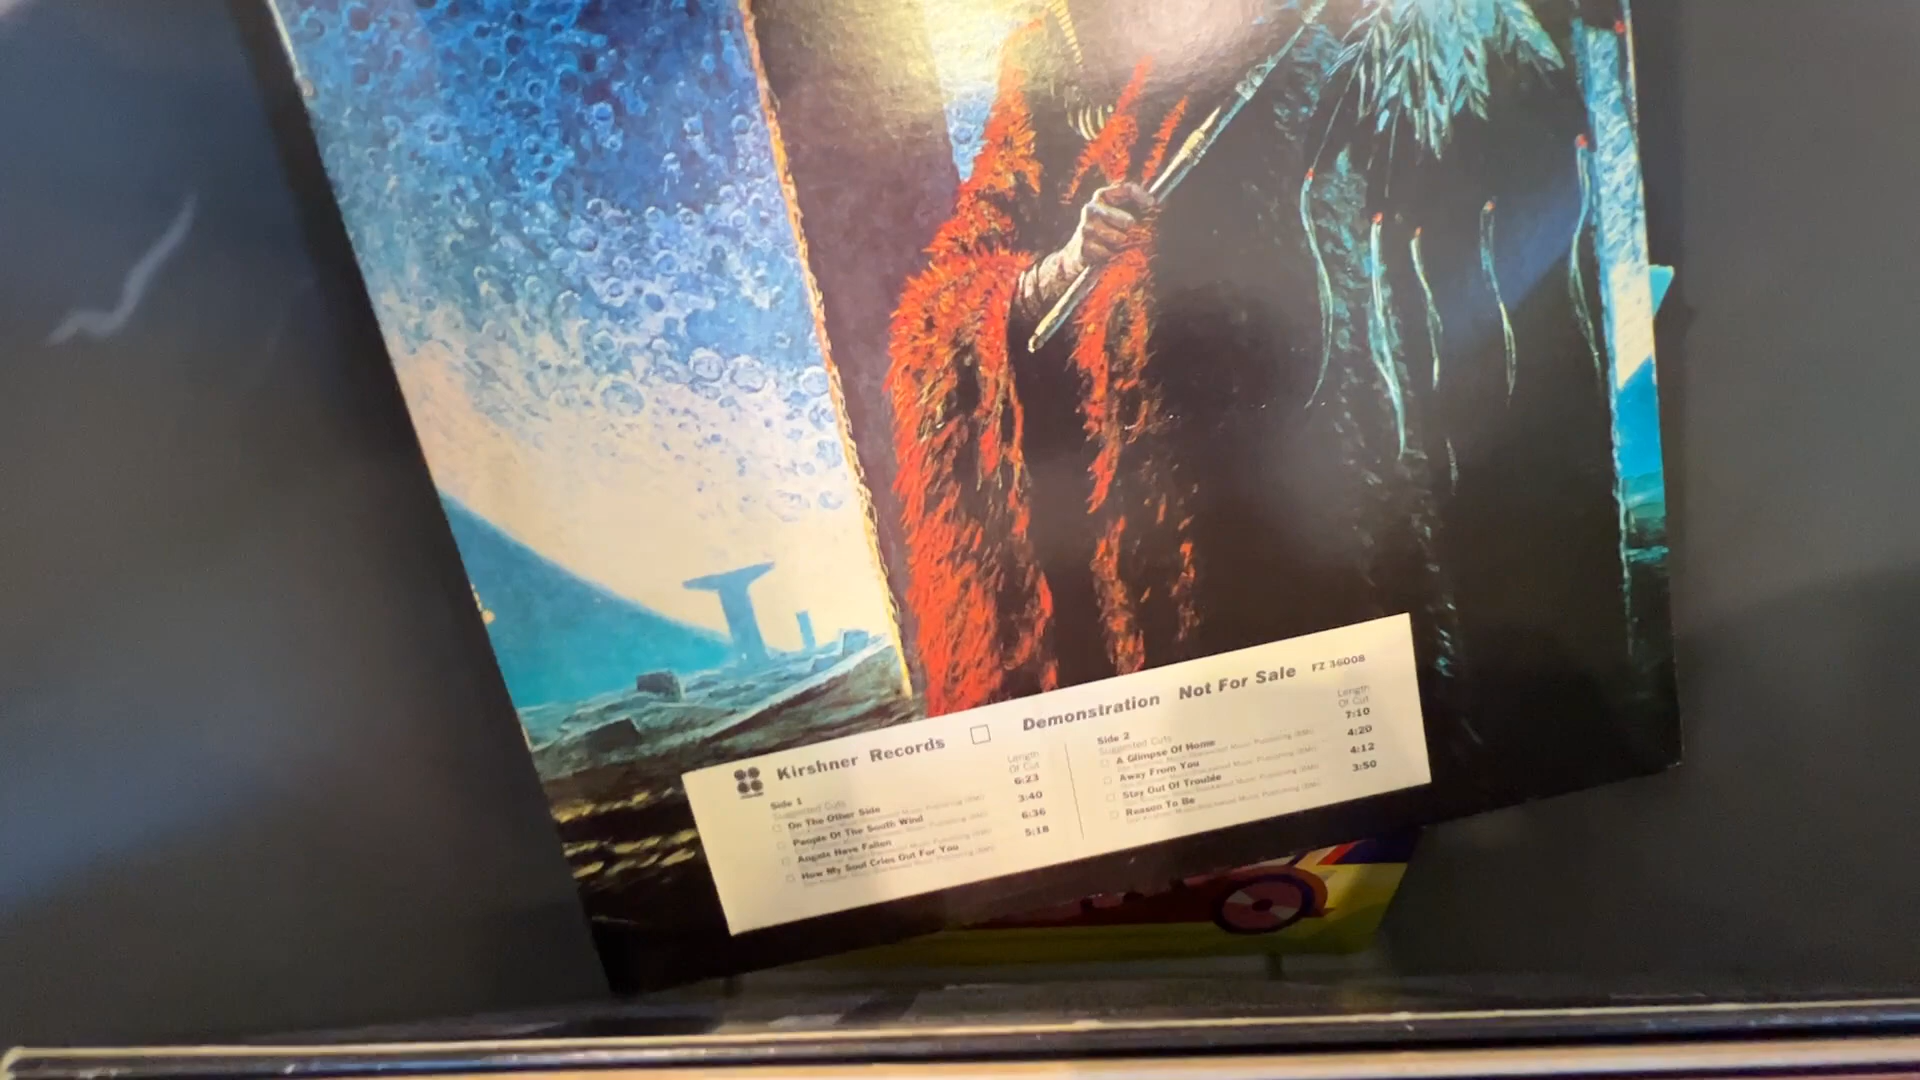 Kirshner Records Demonstration Not For Sale FZ 36008
Side 1
Suggested Cuts
Length
Of Cut
On The Other Side 6:23
People Of The South Wind 3:40
Angels Have Fallen 6:36
How My Soul Cries Out For You 5:18
Side 2
Suggested Cuts
Length
Of Cut
A Glimpse Of Home 7:10
Away From You 4:20
Stay Out Of Trouble 4:12
Reason To Be 3:50